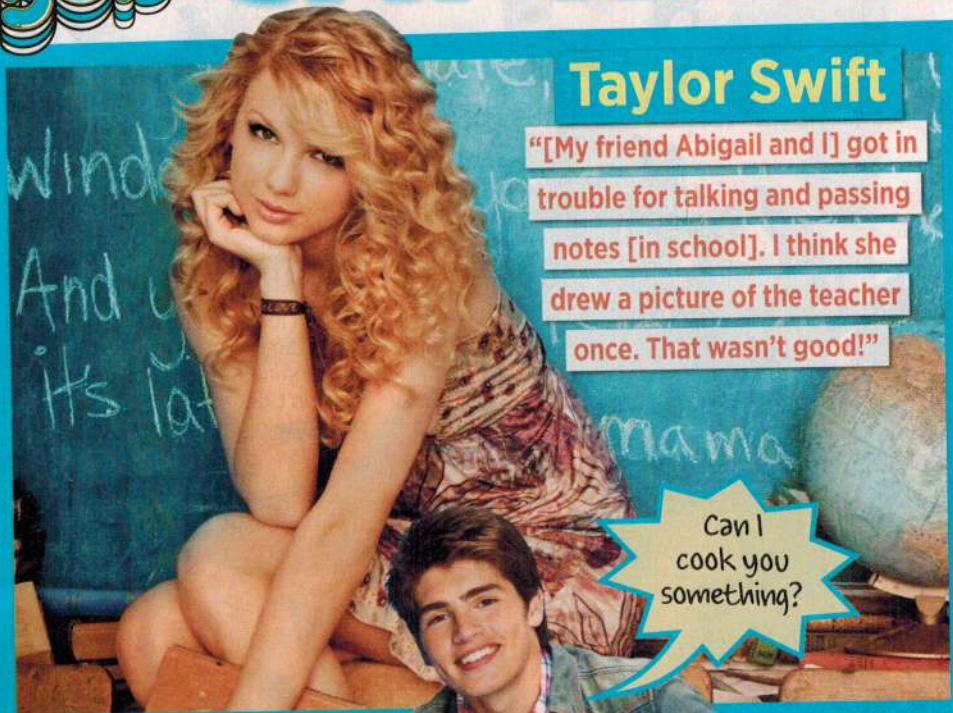 Taylor Swift
"[My friend Abigail and I] got in
trouble for talking and passing
notes [in school]. I think she
drew a picture of the teacher
once. That wasn't good!"
Wind
And
it's la
mama
Can I
cook you
something?